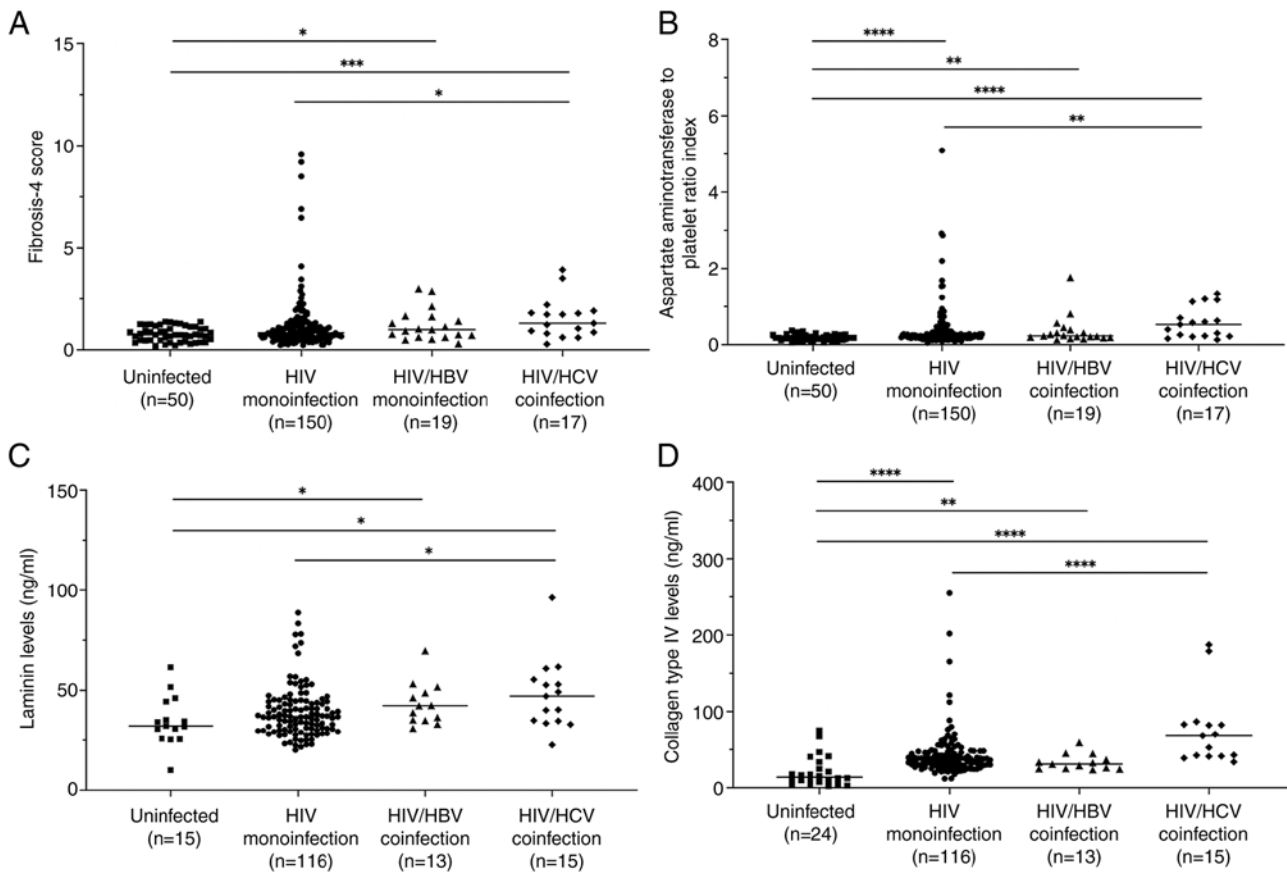 A
*
***
*
Fibrosis-4 score
15
10
5
0
Uninfected
(n=50)
HIV
monoinfection
(n=150)
HIV/HBV
monoinfection
(n=19)
HIV/HCV
coinfection
(n=17)
B
****
**
****
**
Aspartate aminotransferase to
platelet ratio index
8
6
4
2
0
Uninfected
(n=50)
HIV
monoinfection
(n=150)
HIV/HBV
coinfection
(n=19)
HIV/HCV
coinfection
(n=17)
C
*
*
*
Laminin levels (ng/ml)
150
100
50
0
Uninfected
(n=15)
HIV
monoinfection
(n=116)
HIV/HBV
coinfection
(n=13)
HIV/HCV
coinfection
(n=15)
D
****
**
****
****
Collagen type IV levels (ng/ml)
400
300
200
100
0
Uninfected
(n=24)
HIV
monoinfection
(n=116)
HIV/HBV
coinfection
(n=13)
HIV/HCV
coinfection
(n=15)